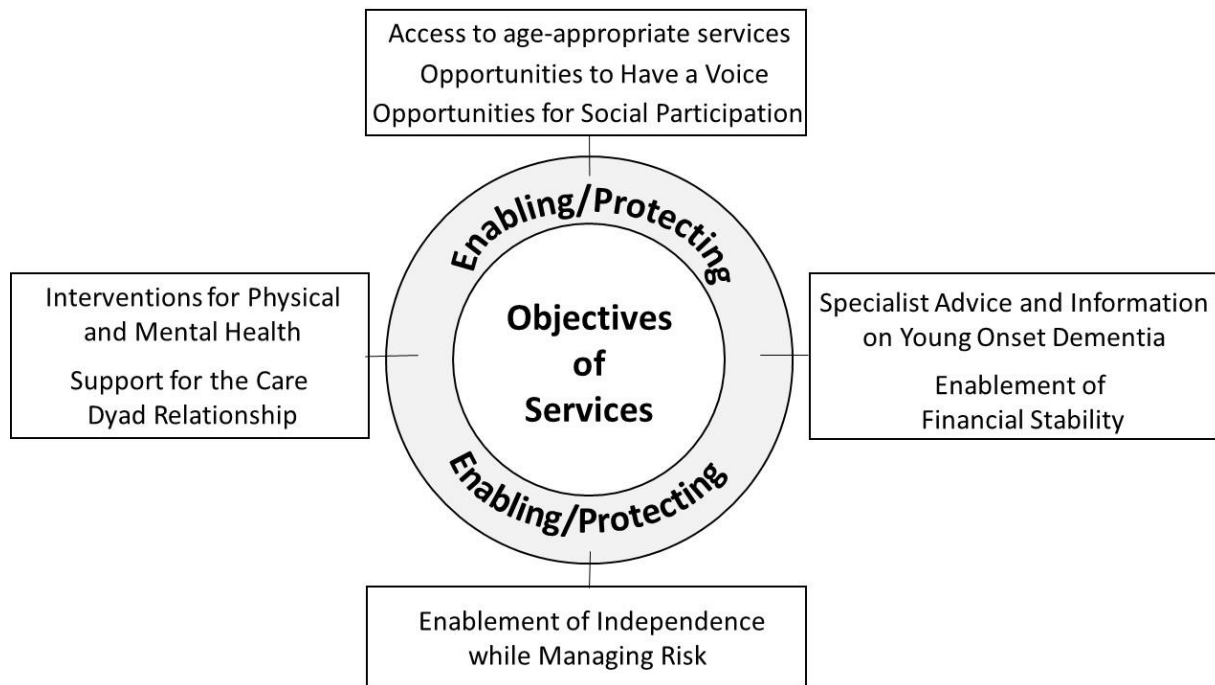 Access to age-appropriate services
Opportunities to Have a Voice
Opportunities for Social Participation
Enabling/Protecting
Interventions for Physical
and Mental Health
Support for the Care
Dyad Relationship
Objectives
of
Services
Specialist Advice and Information
on Young Onset Dementia
Enablement of
Financial Stability
Enabling/Protecting
Enablement of Independence
while Managing Risk